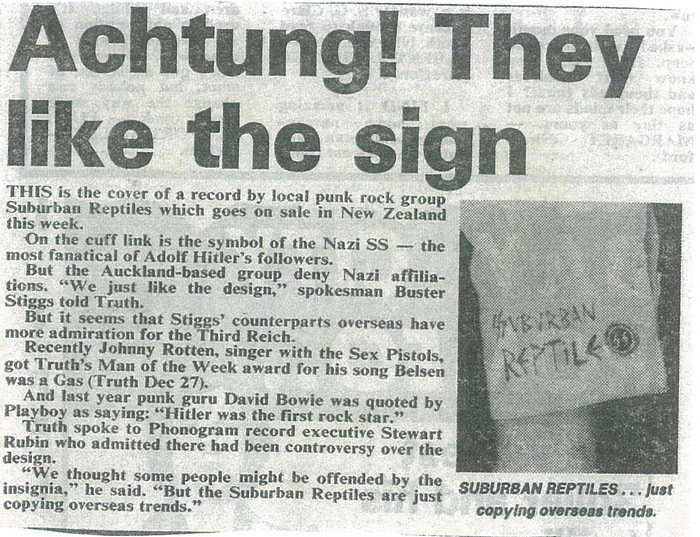 Achtung! They
like the sign
THIS is the cover of a record by local punk rock group
Suburban Reptiles which goes on sale in New Zealand
this week.
On the cuff link is the symbol of the Nazi SS — the
most fanatical of Adolf Hitler's followers.
But the Auckland-based group deny Nazi affilia-
tions. “We just like the design,” spokesman Buster
Stiggs told Truth.
But it seems that Stiggs' counterparts overseas have
more admiration for the Third Reich.
Recently Johnny Rotten, singer with the Sex Pistols,
got Truth's Man of the Week award for his song Belsen
was a Gas (Truth Dec 27).
And last year punk guru David Bowie was quoted by
Playboy as saying: “Hitler was the first rock star.”
Truth spoke to Phonogram record executive Stewart
Rubin who admitted there had been controversy over the
design.
“We thought some people might be offended by the
insignia,” he said. “But the Suburban Reptiles are just
copying overseas trends.”
SUBURBAN
REPTILE
SUBURBAN REPTILES . . . just
copying overseas trends.